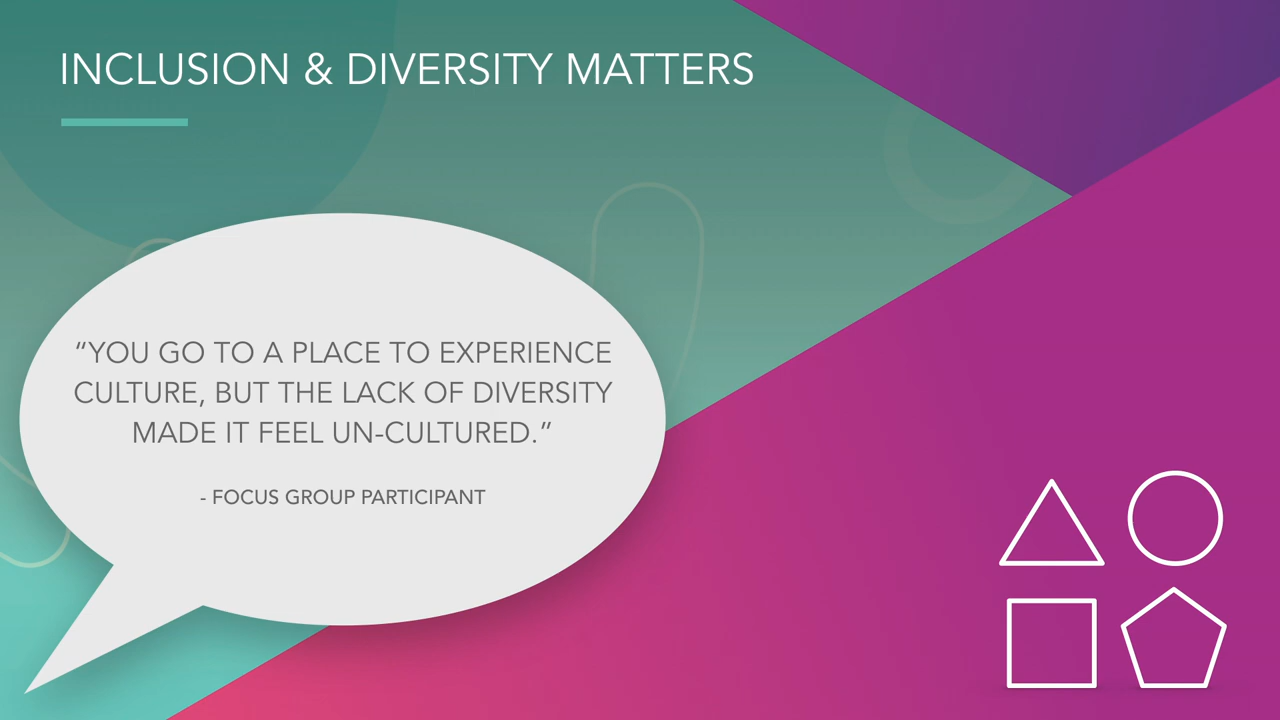 INCLUSION & DIVERSITY MATTERS
“YOU GO TO A PLACE TO EXPERIENCE
CULTURE, BUT THE LACK OF DIVERSITY
MADE IT FEEL UN-CULTURED.”
- FOCUS GROUP PARTICIPANT